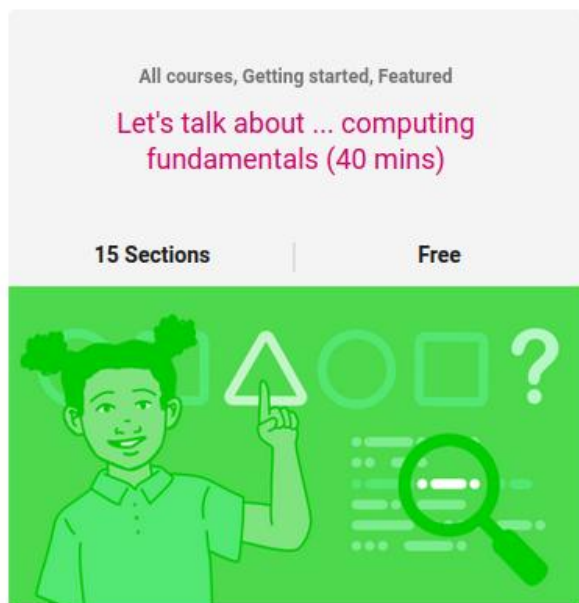 All courses, Getting started, Featured
Let's talk about ... computing
fundamentals (40 mins)
15 Sections
Free
?